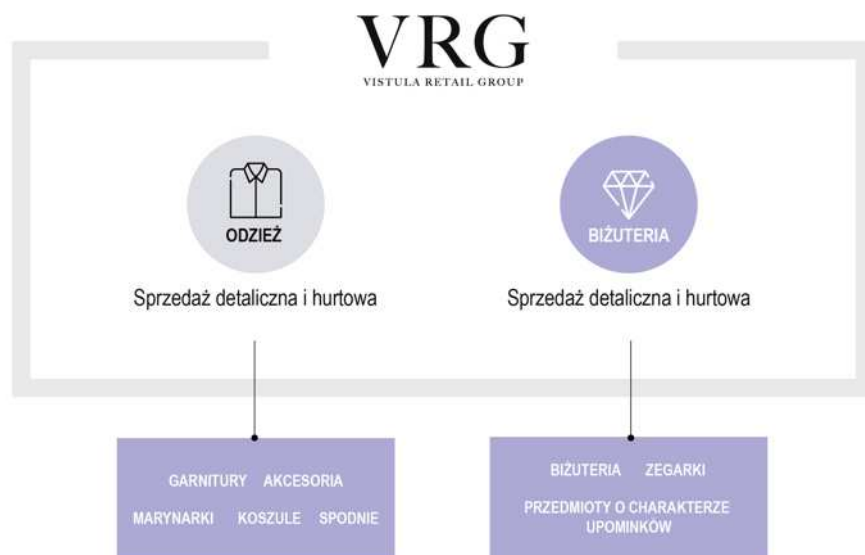 VRG
VISTULA RETAIL GROUP
ODZIEŻ
Sprzedaż detaliczna i hurtowa
GARNITURY AKCESORIA
MARYNARKI KOSZULE SPODNIE
BIŻUTERIA
Sprzedaż detaliczna i hurtowa
BIŻUTERIA ZEGARKI
PRZEDMIOTY O CHARAKTERZE
UPOMINKÓW